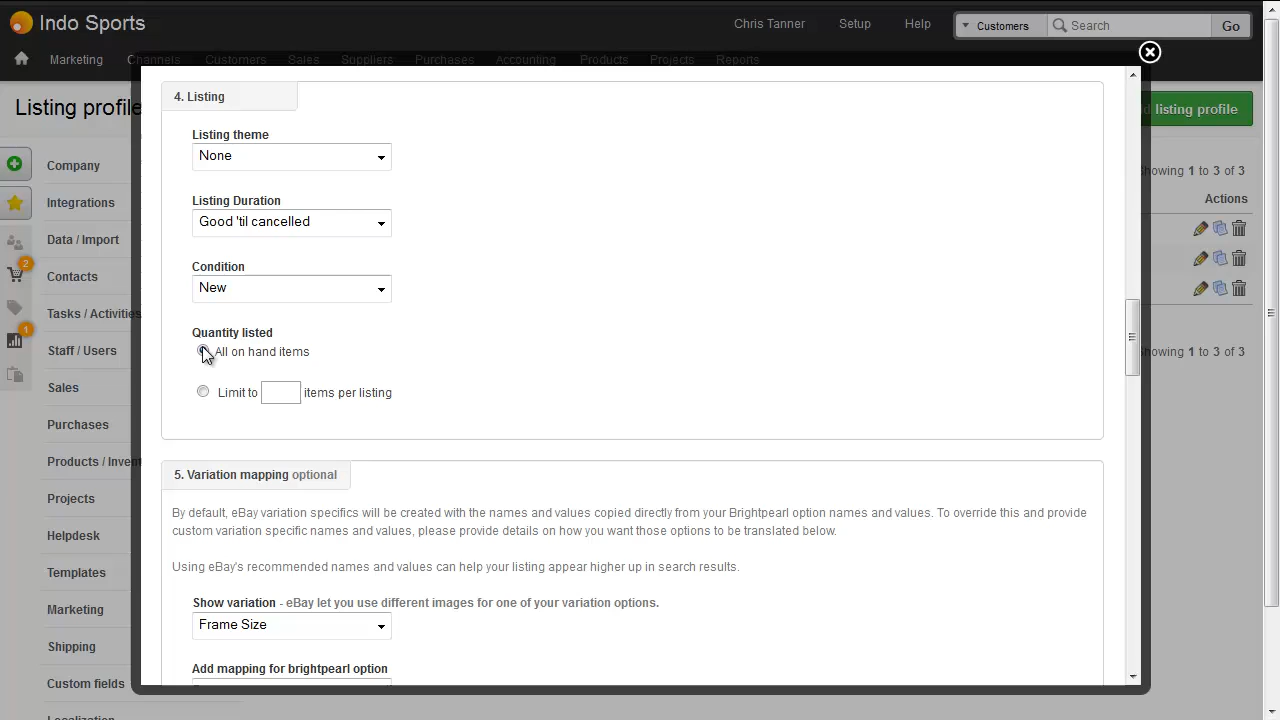 Indo Sports
Chris Tanner
Setup
Help
Customers
Search
Go
Marketing
Channels
Customers
Sales
Suppliers
Purchases
Accounting
Products
Projects
Reports
Listing profile
listing profile
Showing 1 to 3 of 3
Actions
2
1
Company
Integrations
Data / Import
Contacts
Tasks / Activities
Staff / Users
Sales
Purchases
Products / Invent
Projects
Helpdesk
Templates
Marketing
Shipping
Custom fields
Localization
howing 1 to 3 of 3
4. Listing
Listing theme
None
Listing Duration
Good 'til cancelled
Condition
New
Quantity listed
All on hand items
Limit to items per listing
5. Variation mapping optional
By default, eBay variation specifics will be created with the names and values copied directly from your Brightpearl option names and values. To override this and provide
custom variation specific names and values, please provide details on how you want those options to be translated below.
Using eBay's recommended names and values can help your listing appear higher up in search results.
Show variation - eBay let you use different images for one of your variation options.
Frame Size
Add mapping for brightpearl option